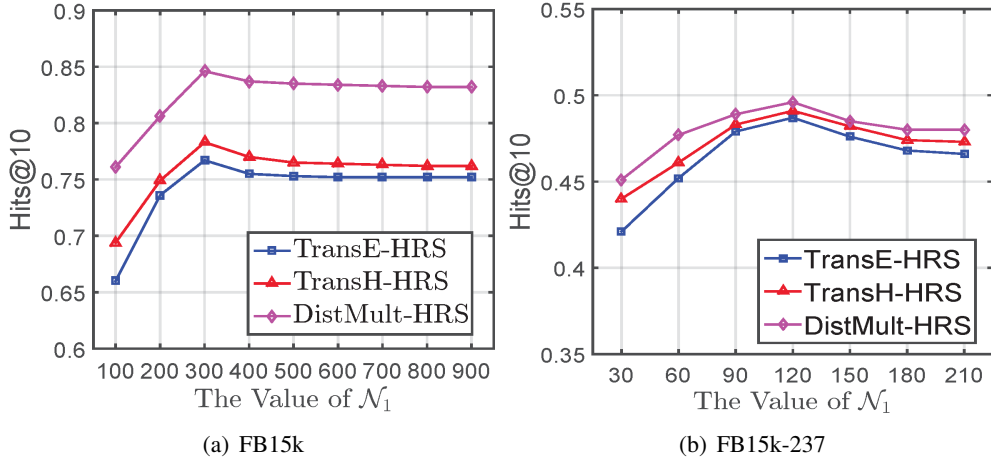 0.9
0.85
0.8
0.75
0.7
0.65
0.6
Hits@10
TransE-HRS
TransH-HRS
DistMult-HRS
100 200 300 400 500 600 700 800 900
The Value of 𝒩₁
(a) FB15k
0.55
0.5
0.45
0.4
0.35
Hits@10
TransE-HRS
TransH-HRS
DistMult-HRS
30 60 90 120 150 180 210
The Value of 𝒩₁
(b) FB15k-237